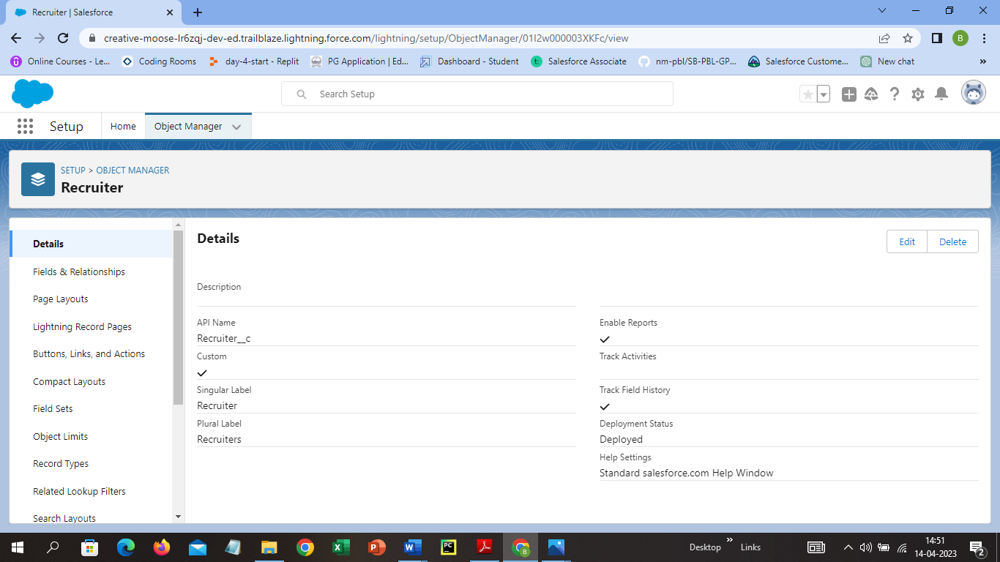 Recruiter | Salesforce
creative-moose-lr6zqj-dev-ed.trailblaze.lightning.force.com/lightning/setup/ObjectManager/01I2w000003XKFc/view
B
Online Courses - Le... Coding Rooms day-4-start - Replit PG Application | Ed... Dashboard - Student Salesforce Associate nm-pbl/SB-PBL-GP... Salesforce Custome... New chat »
Search Setup
Setup Home Object Manager
SETUP > OBJECT MANAGER
Recruiter
Details
Fields & Relationships
Page Layouts
Lightning Record Pages
Buttons, Links, and Actions
Compact Layouts
Field Sets
Object Limits
Record Types
Related Lookup Filters
Search Layouts
Details
Edit Delete
Description
API Name
Recruiter__c
Custom
Singular Label
Recruiter
Plural Label
Recruiters
Enable Reports
Track Activities
Track Field History
Deployment Status
Deployed
Help Settings
Standard salesforce.com Help Window
Desktop » Links
14:51
14-04-2023
2